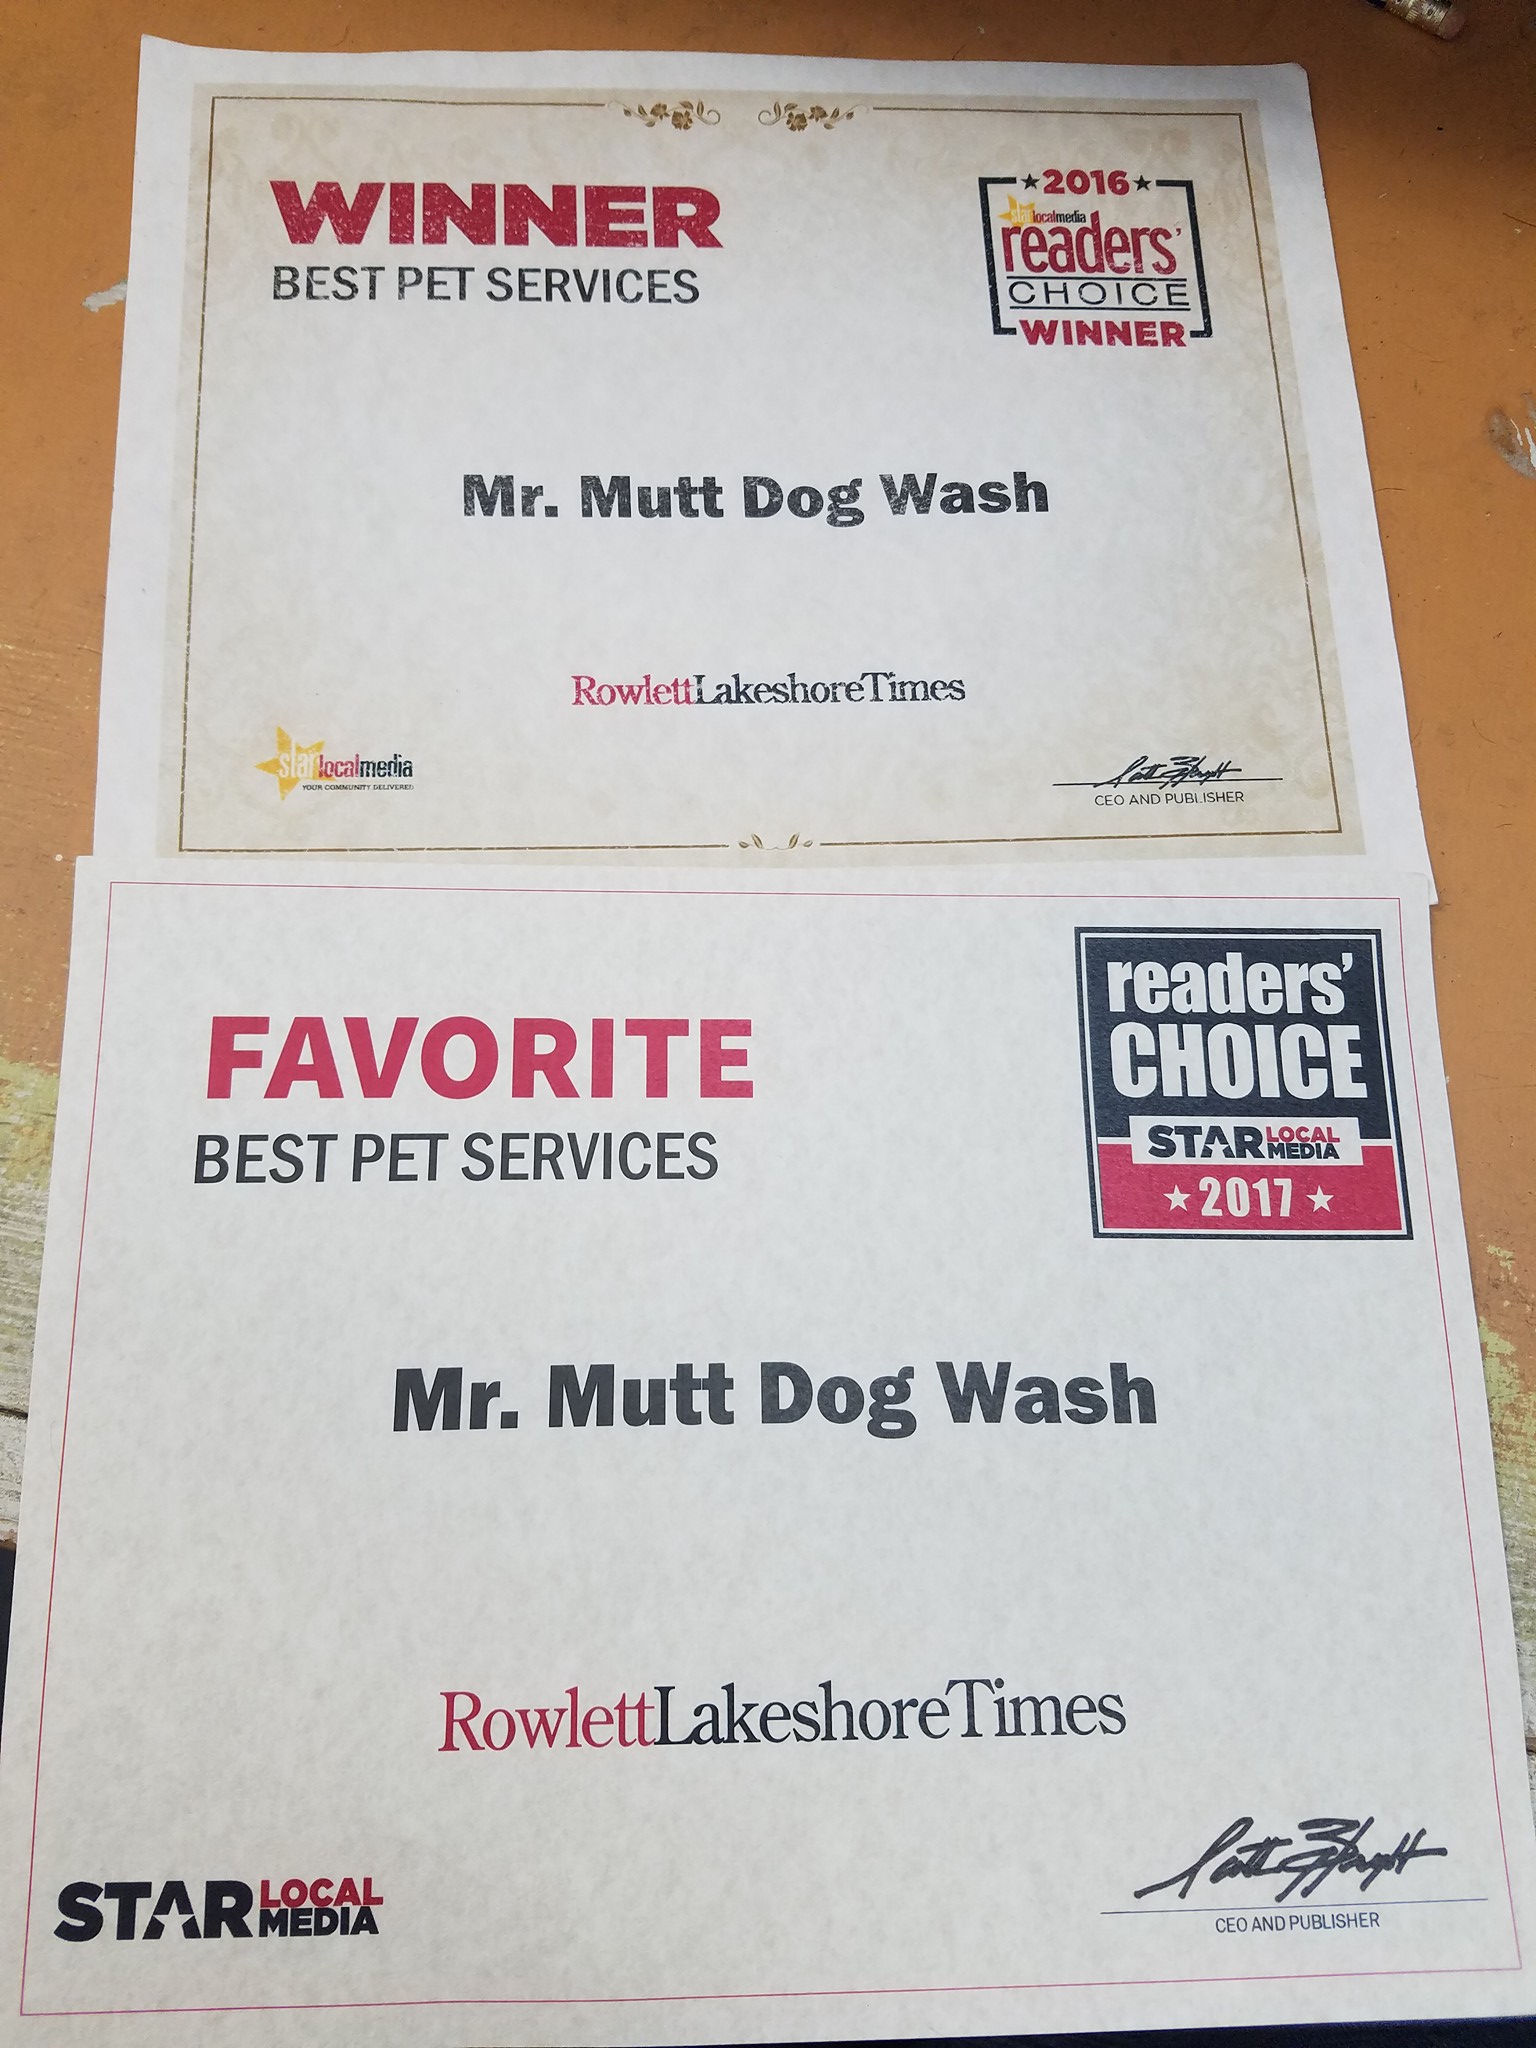 WINNER
BEST PET SERVICES
2016
starlocalmedia
readers'
CHOICE
WINNER
Mr. Mutt Dog Wash
RowlettLakeshoreTimes
starlocalmedia
YOUR COMMUNITY DELIVERED
CEO AND PUBLISHER
FAVORITE
BEST PET SERVICES
readers'
CHOICE
STAR LOCAL MEDIA
2017
Mr. Mutt Dog Wash
RowlettLakeshoreTimes
STAR LOCAL MEDIA
CEO AND PUBLISHER